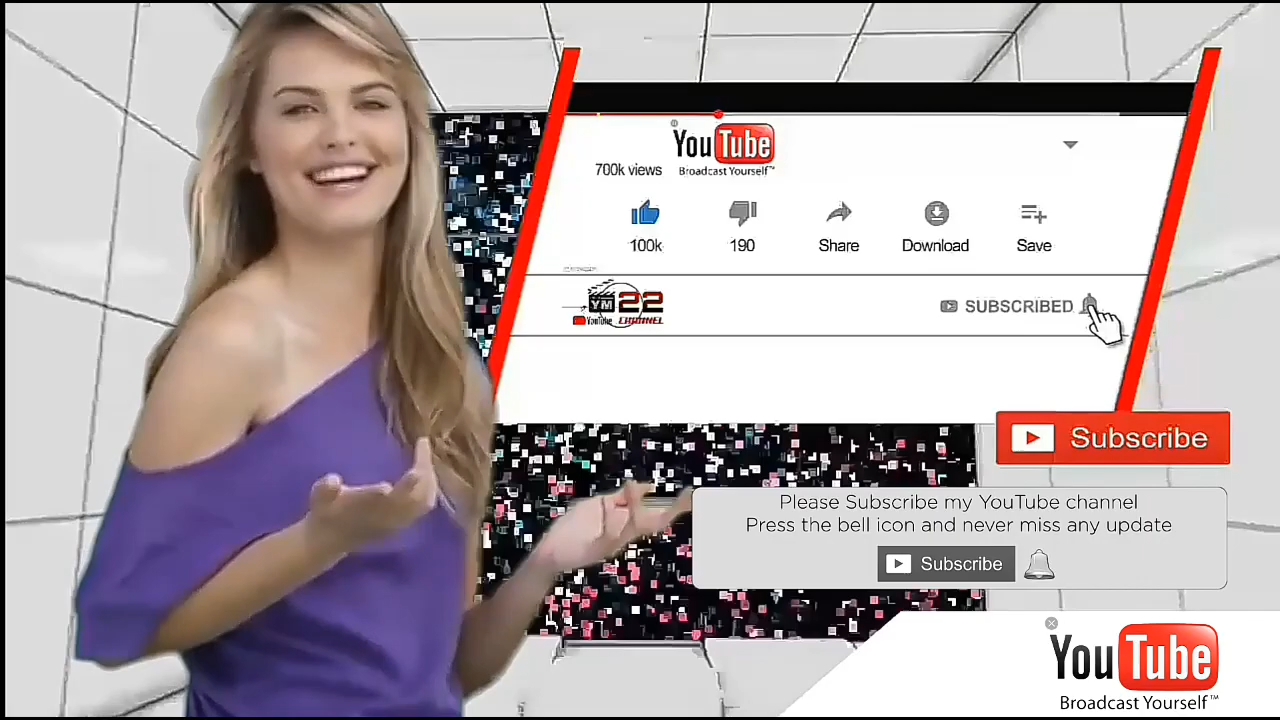 YouTube
700k views
Broadcast Yourself™
100k
190
Share
Download
Save
YM 22
YouTube CHANNEL
SUBSCRIBED
Subscribe
Please Subscribe my YouTube channel
Press the bell icon and never miss any update
Subscribe
YouTube
Broadcast Yourself™